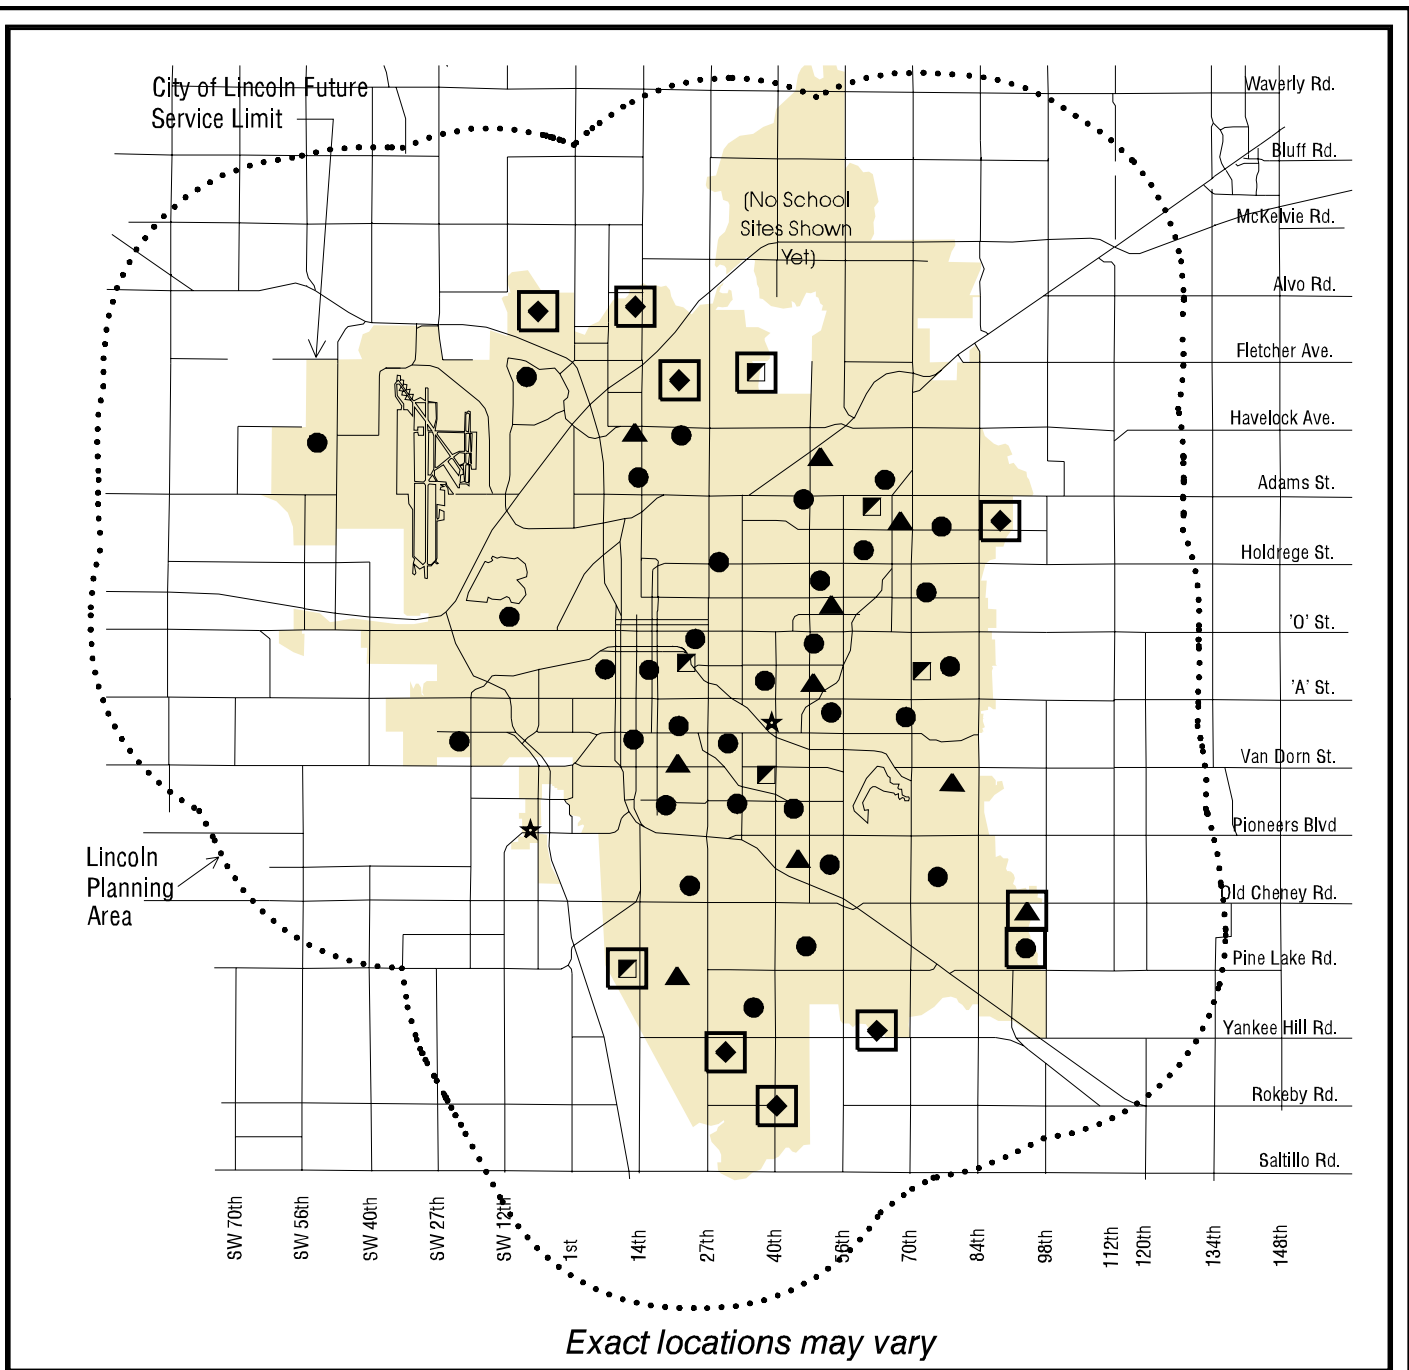 City of Lincoln Future
Service Limit
Waverly Rd.
Bluff Rd.
(No School
Sites Shown
Yet)
McKelvie Rd.
Alvo Rd.
Fletcher Ave.
Havelock Ave.
Adams St.
Holdrege St.
'O' St.
'A' St.
Van Dorn St.
Pioneers Blvd
Lincoln
Planning
Area
Old Cheney Rd.
Pine Lake Rd.
Yankee Hill Rd.
Rokeby Rd.
Saltillo Rd.
SW 70th
SW 56th
SW 40th
SW 27th
SW 12th
1st
14th
27th
40th
56th
70th
84th
98th
112th
120th
134th
148th
Exact locations may vary